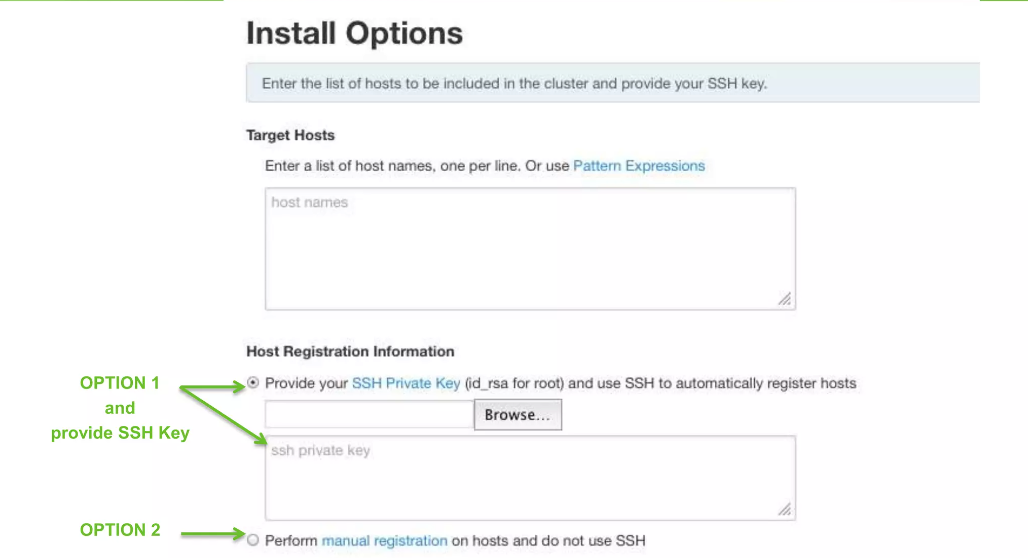 Install Options
Enter the list of hosts to be included in the cluster and provide your SSH key.
Target Hosts
Enter a list of host names, one per line. Or use Pattern Expressions
host names
Host Registration Information
OPTION 1
and
provide SSH Key
Provide your SSH Private Key (id_rsa for root) and use SSH to automatically register hosts
Browse...
ssh private key
OPTION 2
Perform manual registration on hosts and do not use SSH